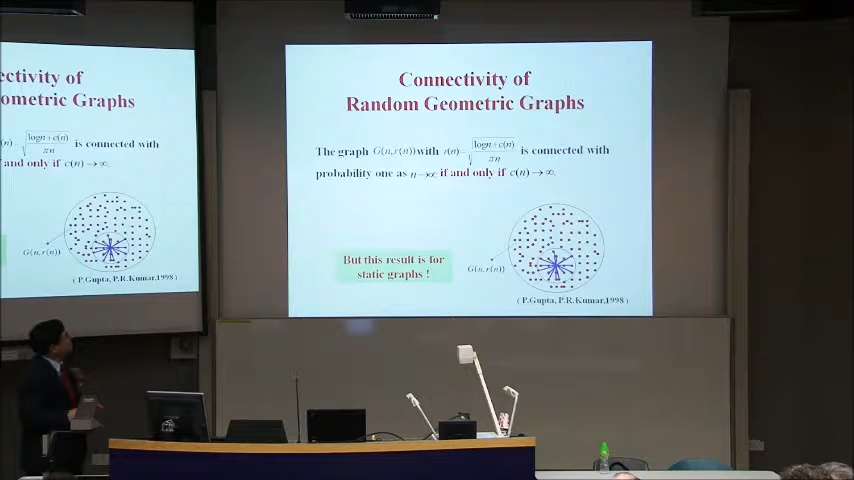 ectivity of
ometric Graphs
(n)= √(log n + c(n) / πn) is connected with
and only if c(n) → ∞.
G(n,r(n))
( P.Gupta, P.R.Kumar,1998 )
Connectivity of
Random Geometric Graphs
The graph G(n,r(n)) with r(n)= √(log n + c(n) / πn) is connected with
probability one as n→∞ if and only if c(n) → ∞.
But this result is for
static graphs !
G(n,r(n))
( P.Gupta, P.R.Kumar,1998 )